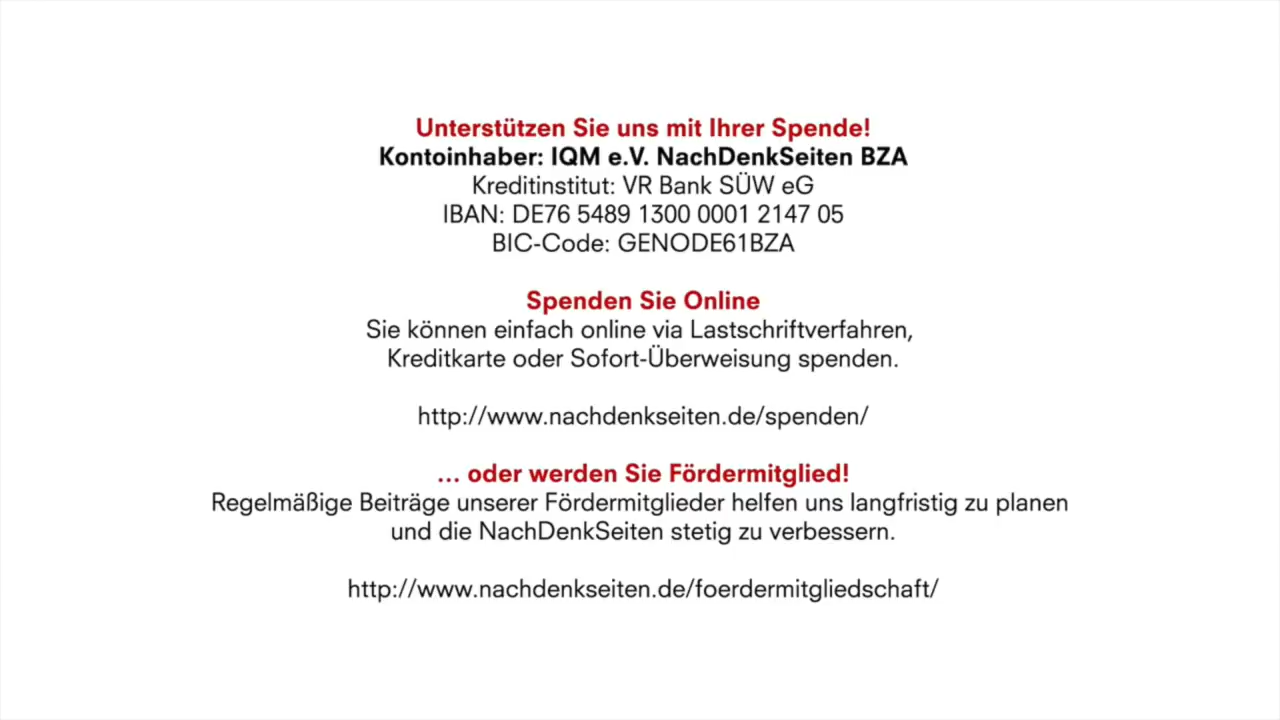 Unterstützen Sie uns mit Ihrer Spende!
Kontoinhaber: IQM e.V. NachDenkSeiten BZA
Kreditinstitut: VR Bank SÜW eG
IBAN: DE76 5489 1300 0001 2147 05
BIC-Code: GENODE61BZA
Spenden Sie Online
Sie können einfach online via Lastschriftverfahren,
Kreditkarte oder Sofort-Überweisung spenden.
http://www.nachdenkseiten.de/spenden/
... oder werden Sie Fördermitglied!
Regelmäßige Beiträge unserer Fördermitglieder helfen uns langfristig zu planen
und die NachDenkSeiten stetig zu verbessern.
http://www.nachdenkseiten.de/foerdermitgliedschaft/